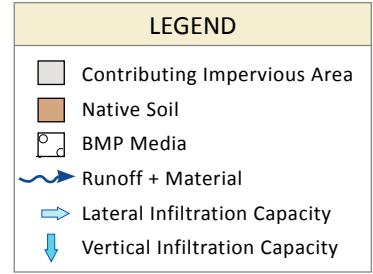 LEGEND
Contributing Impervious Area
Native Soil
BMP Media
Runoff + Material
Lateral Infiltration Capacity
Vertical Infiltration Capacity